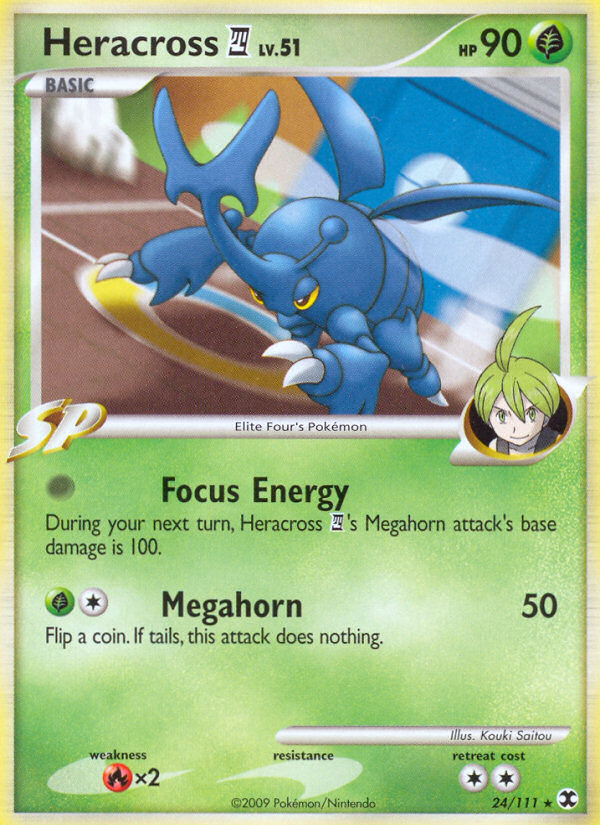 Heracross 四 LV.51
HP 90
BASIC
SP
Elite Four's Pokémon
Focus Energy
During your next turn, Heracross 四's Megahorn attack's base
damage is 100.
Megahorn 50
Flip a coin. If tails, this attack does nothing.
Illus. Kouki Saitou
weakness resistance retreat cost
×2
©2009 Pokémon/Nintendo
24/111 ★